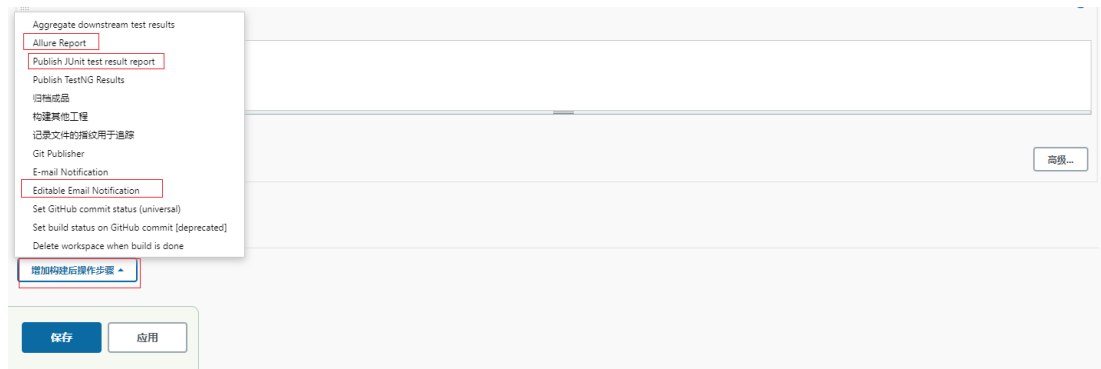 Aggregate downstream test results
Allure Report
Publish JUnit test result report
Publish TestNG Results
归档成品
构建其他工程
记录文件的指纹用于追踪
Git Publisher
E-mail Notification
Editable Email Notification
Set GitHub commit status (universal)
Set build status on GitHub commit [deprecated]
Delete workspace when build is done
高级...
增加构建后操作步骤
保存
应用